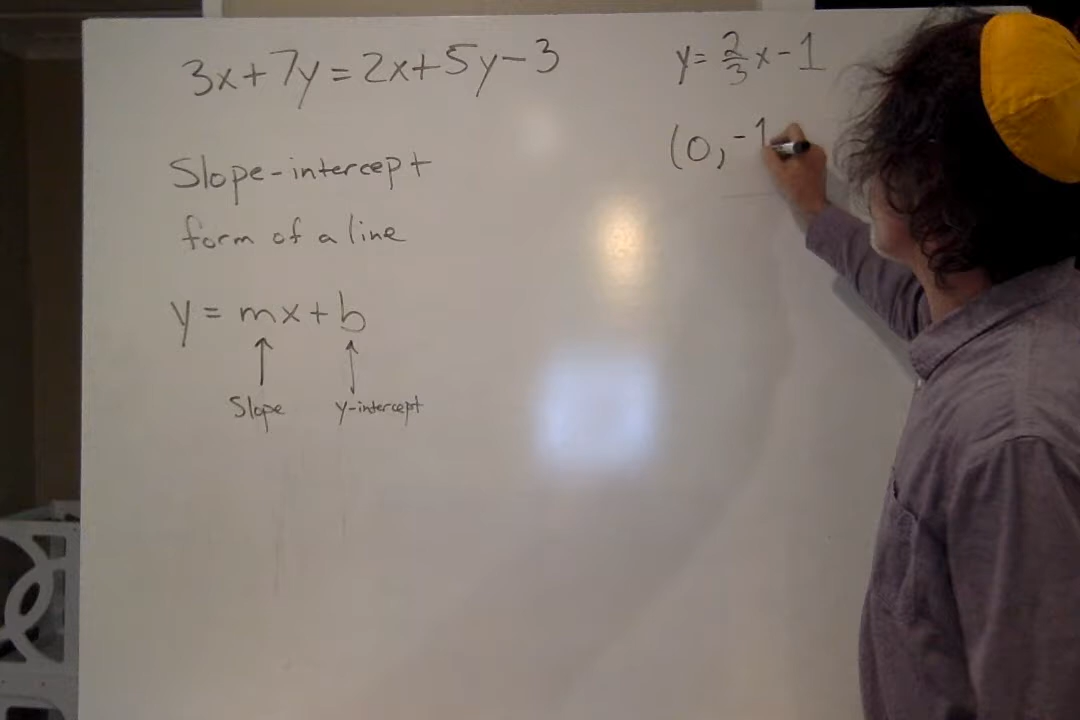 3x+7y=2x+5y-3
Slope-intercept
form of a line
y=mx+b
Slope
y-intercept
y=2/3x-1
(0,-1